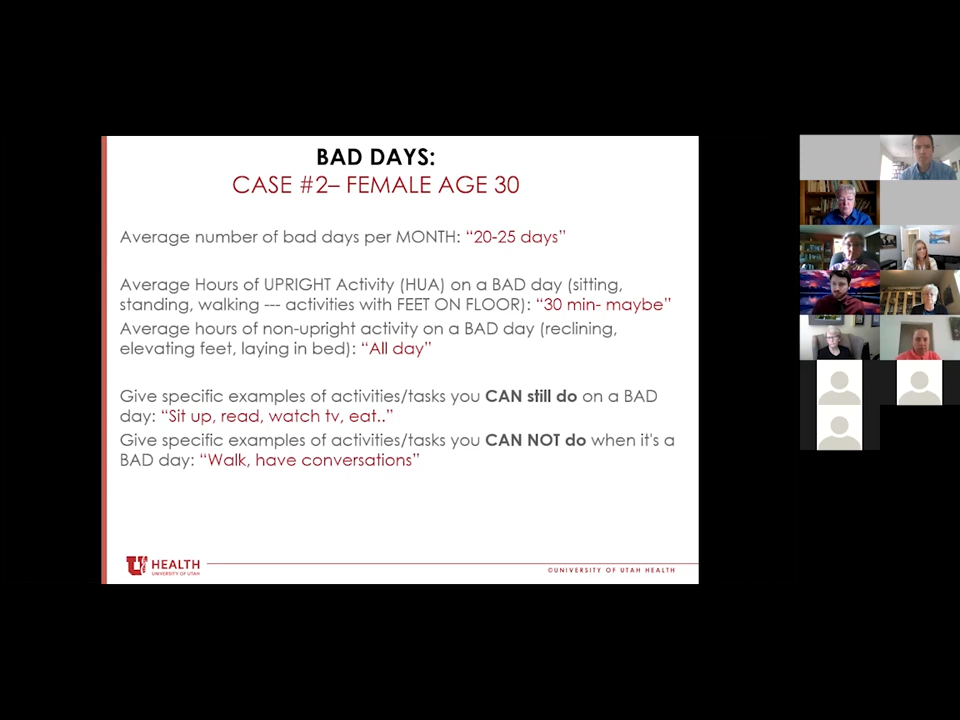 BAD DAYS:
CASE #2– FEMALE AGE 30
Average number of bad days per MONTH: “20-25 days”
Average Hours of UPRIGHT Activity (HUA) on a BAD day (sitting,
standing, walking --- activities with FEET ON FLOOR): “30 min- maybe”
Average hours of non-upright activity on a BAD day (reclining,
elevating feet, laying in bed): “All day”
Give specific examples of activities/tasks you CAN still do on a BAD
day: “Sit up, read, watch tv, eat..”
Give specific examples of activities/tasks you CAN NOT do when it's a
BAD day: “Walk, have conversations”
U HEALTH
UNIVERSITY OF UTAH
©UNIVERSITY OF UTAH HEALTH